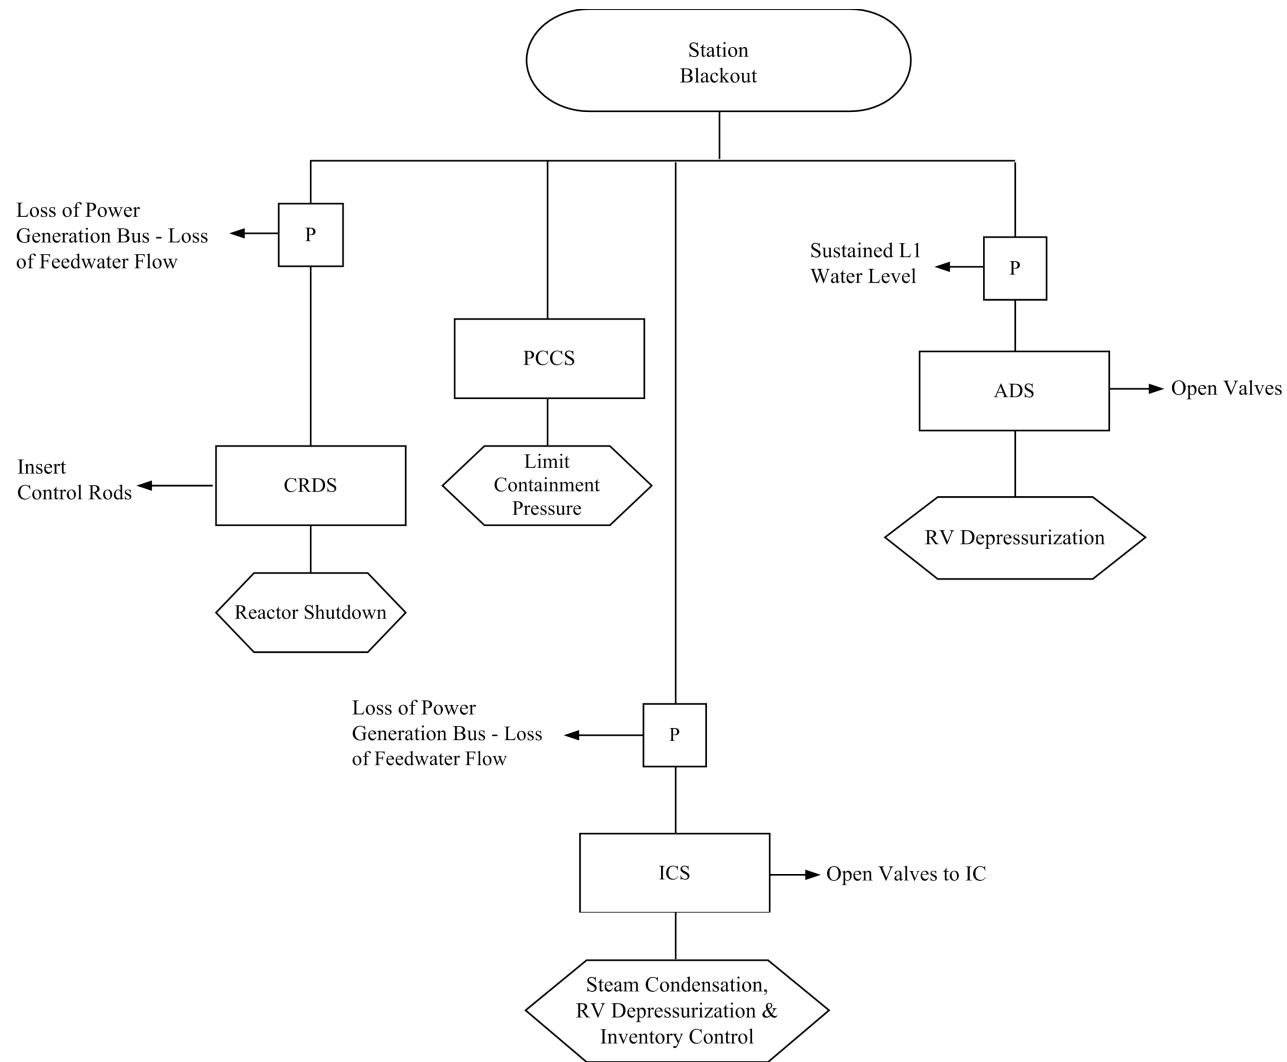 Station
Blackout
Loss of Power
Generation Bus - Loss
of Feedwater Flow
P
Sustained L1
Water Level
P
PCCS
ADS
Open Valves
Insert
Control Rods
CRDS
Limit
Containment
Pressure
RV Depressurization
Reactor Shutdown
Loss of Power
Generation Bus - Loss
of Feedwater Flow
P
ICS
Open Valves to IC
Steam Condensation,
RV Depressurization &
Inventory Control